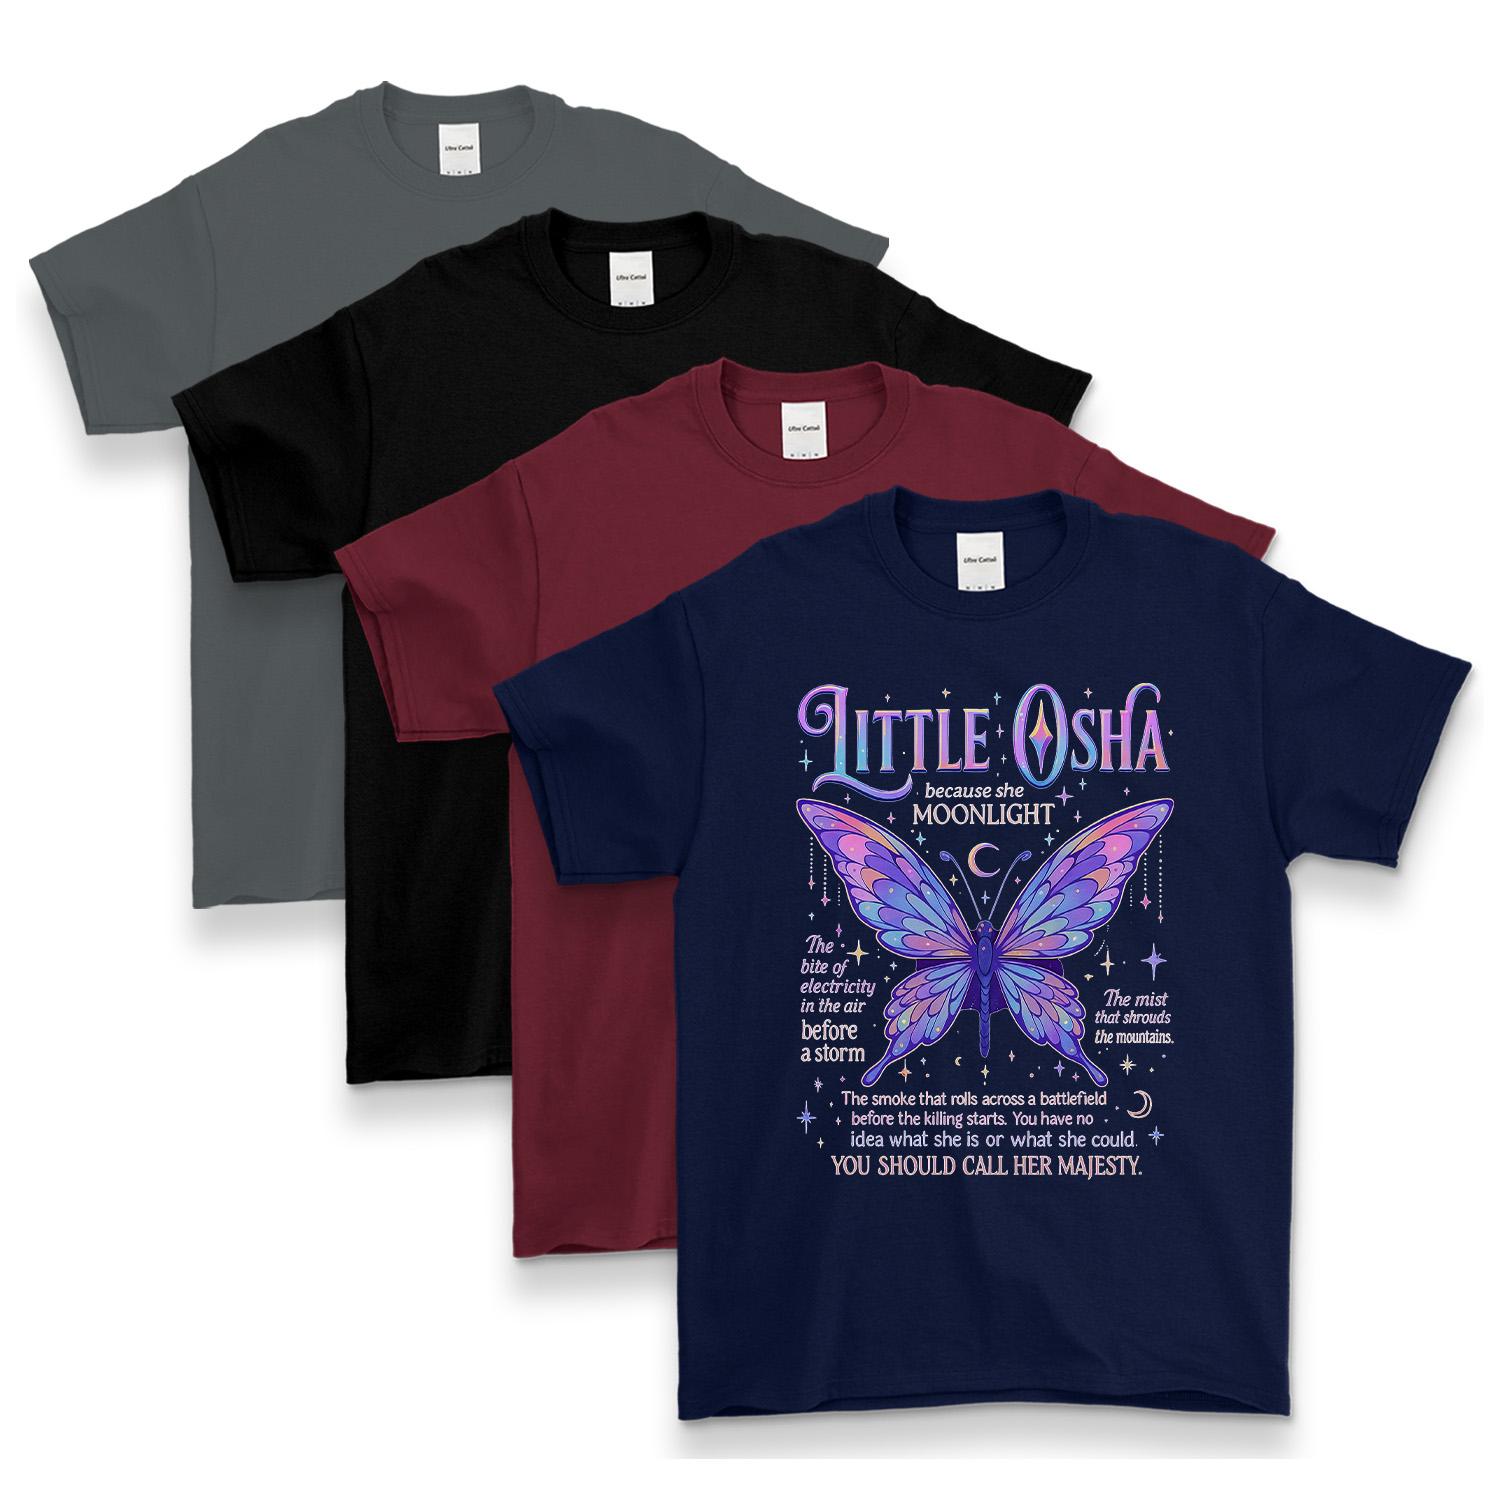 LITTLE OSHA
because she
MOONLIGHT
The
bite of
electricity
in the air
before
a storm
The mist
that shrouds
the mountains.
The smoke that rolls across a battlefield
before the killing starts. You have no
idea what she is or what she could.
YOU SHOULD CALL HER MAJESTY.